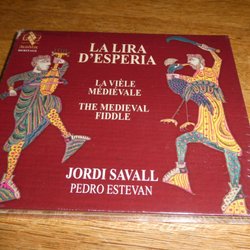 LA LIRA
D'ESPERIA
LA VIÈLE
MÉDIÉVALE
THE MEDIEVAL
FIDDLE
JORDI SAVALL
PEDRO ESTEVAN